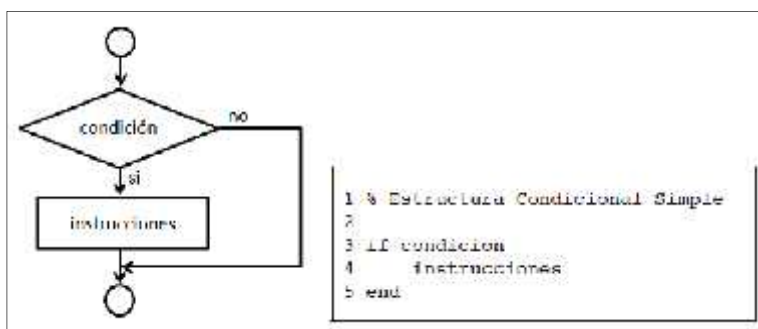 condición
no
si
instrucciones
1 % Estructura Condicional Simple
2
3 if condicion
4 instrucciones
5 end